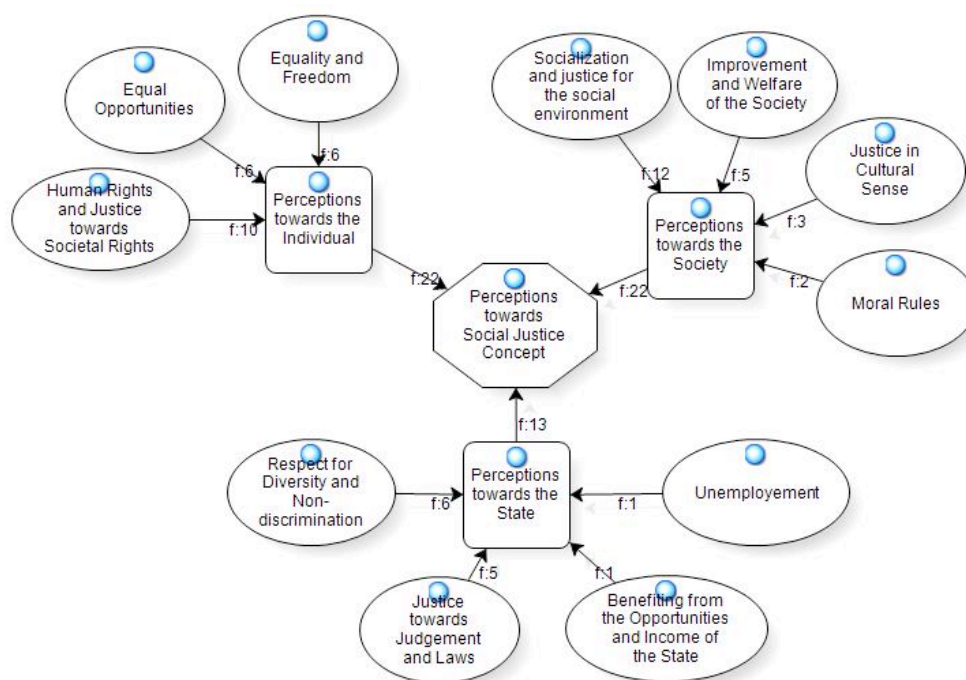 Equality and
Freedom
Equal
Opportunities
Human Rights
and Justice
towards
Societal Rights
f:6
f:6
f:10
Perceptions
towards the
Individual
f:22
Socialization
and justice for
the social
environment
Improvement
and Welfare
of the Society
Justice in
Cultural
Sense
Moral Rules
f:12
f:5
f:3
f:2
Perceptions
towards the
Society
f:22
Perceptions
towards
Social Justice
Concept
f:13
Perceptions
towards the
State
Respect for
Diversity and
Non-
discrimination
f:6
Unemployement
f:1
f:5
f:1
Justice
towards
Judgement
and Laws
Benefiting from
the Opportunities
and Income of
the State